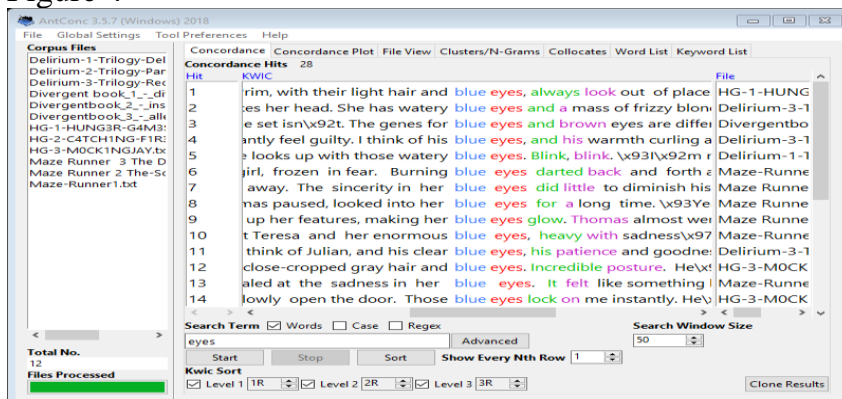 AntConc 3.5.7 (Windows) 2018
File Global Settings Tool Preferences Help
Corpus Files
Delirium-1-Trilogy-Del
Delirium-2-Trilogy-Par
Delirium-3-Trilogy-Rec
Divergent book_1_-_di
Divergentbook_2_-_ins
Divergentbook_3_-_alle
HG-1-HUNG3R-G4M3
HG-2-C4TCH1NG-F1R
HG-3-M0CK1NGJAY.tx
Maze Runner 3 The D
Maze Runner 2 The-Sc
Maze-Runner1.txt
Total No.
12
Files Processed
Concordance Concordance Plot File View Clusters/N-Grams Collocates Word List Keyword List
Concordance Hits 28
Hit KWIC File
1 rim, with their light hair and blue eyes, always look out of place HG-1-HUNG
2 es her head. She has watery blue eyes and a mass of frizzy blon Delirium-3-T
3 e set isn\x92t. The genes for blue eyes and brown eyes are differ Divergentbo
4 antly feel guilty. I think of his blue eyes, and his warmth curling a Delirium-3-T
5 looks up with those watery blue eyes. Blink, blink. \x93I\x92m r Delirium-1-T
6 girl, frozen in fear. Burning blue eyes darted back and forth a Maze-Runne
7 away. The sincerity in her blue eyes did little to diminish his Maze Runne
8 mas paused, looked into her blue eyes for a long time. \x93Ye Maze Runne
9 up her features, making her blue eyes glow. Thomas almost wer Maze Runne
10 t Teresa and her enormous blue eyes, heavy with sadness\x97 Maze-Runne
11 think of Julian, and his clear blue eyes, his patience and goodne Delirium-3-T
12 close-cropped gray hair and blue eyes. Incredible posture. He\x HG-3-M0CK
13 aled at the sadness in her blue eyes. It felt like something Maze Runne
14 lowly open the door. Those blue eyes lock on me instantly. He\x HG-3-M0CK
Search Term Words Case Regex Search Window Size
eyes Advanced 50
Start Stop Sort Show Every Nth Row 1
Kwic Sort
Level 1 1R Level 2 2R Level 3 3R Clone Results